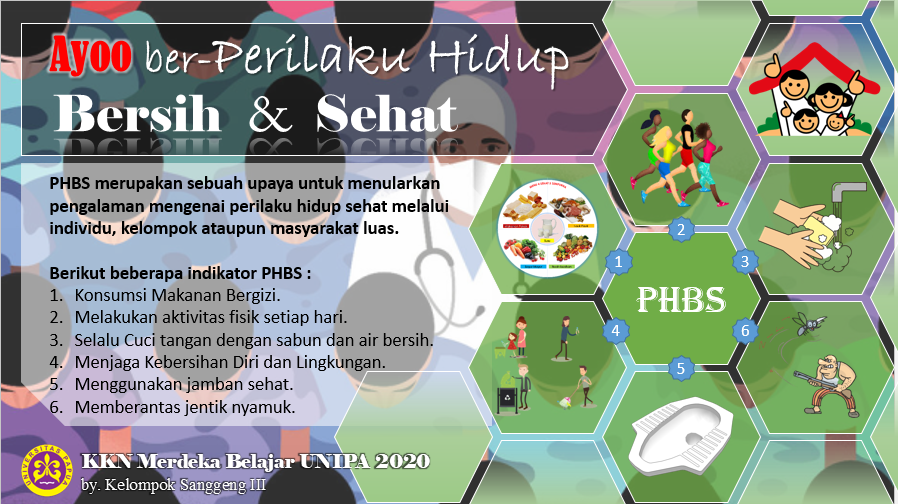 Ayoo ber-Perilaku Hidup
Bersih & Sehat
PHBS merupakan sebuah upaya untuk menularkan
pengalaman mengenai perilaku hidup sehat melalui
individu, kelompok ataupun masyarakat luas.
Berikut beberapa indikator PHBS :
1. Konsumsi Makanan Bergizi.
2. Melakukan aktivitas fisik setiap hari.
3. Selalu Cuci tangan dengan sabun dan air bersih.
4. Menjaga Kebersihan Diri dan Lingkungan.
5. Menggunakan jamban sehat.
6. Memberantas jentik nyamuk.
1
2
3
PHBS
4
5
6
UNIVERSITAS PAPUA
KKN Merdeka Belajar UNIPA 2020
by. Kelompok Sanggeng III